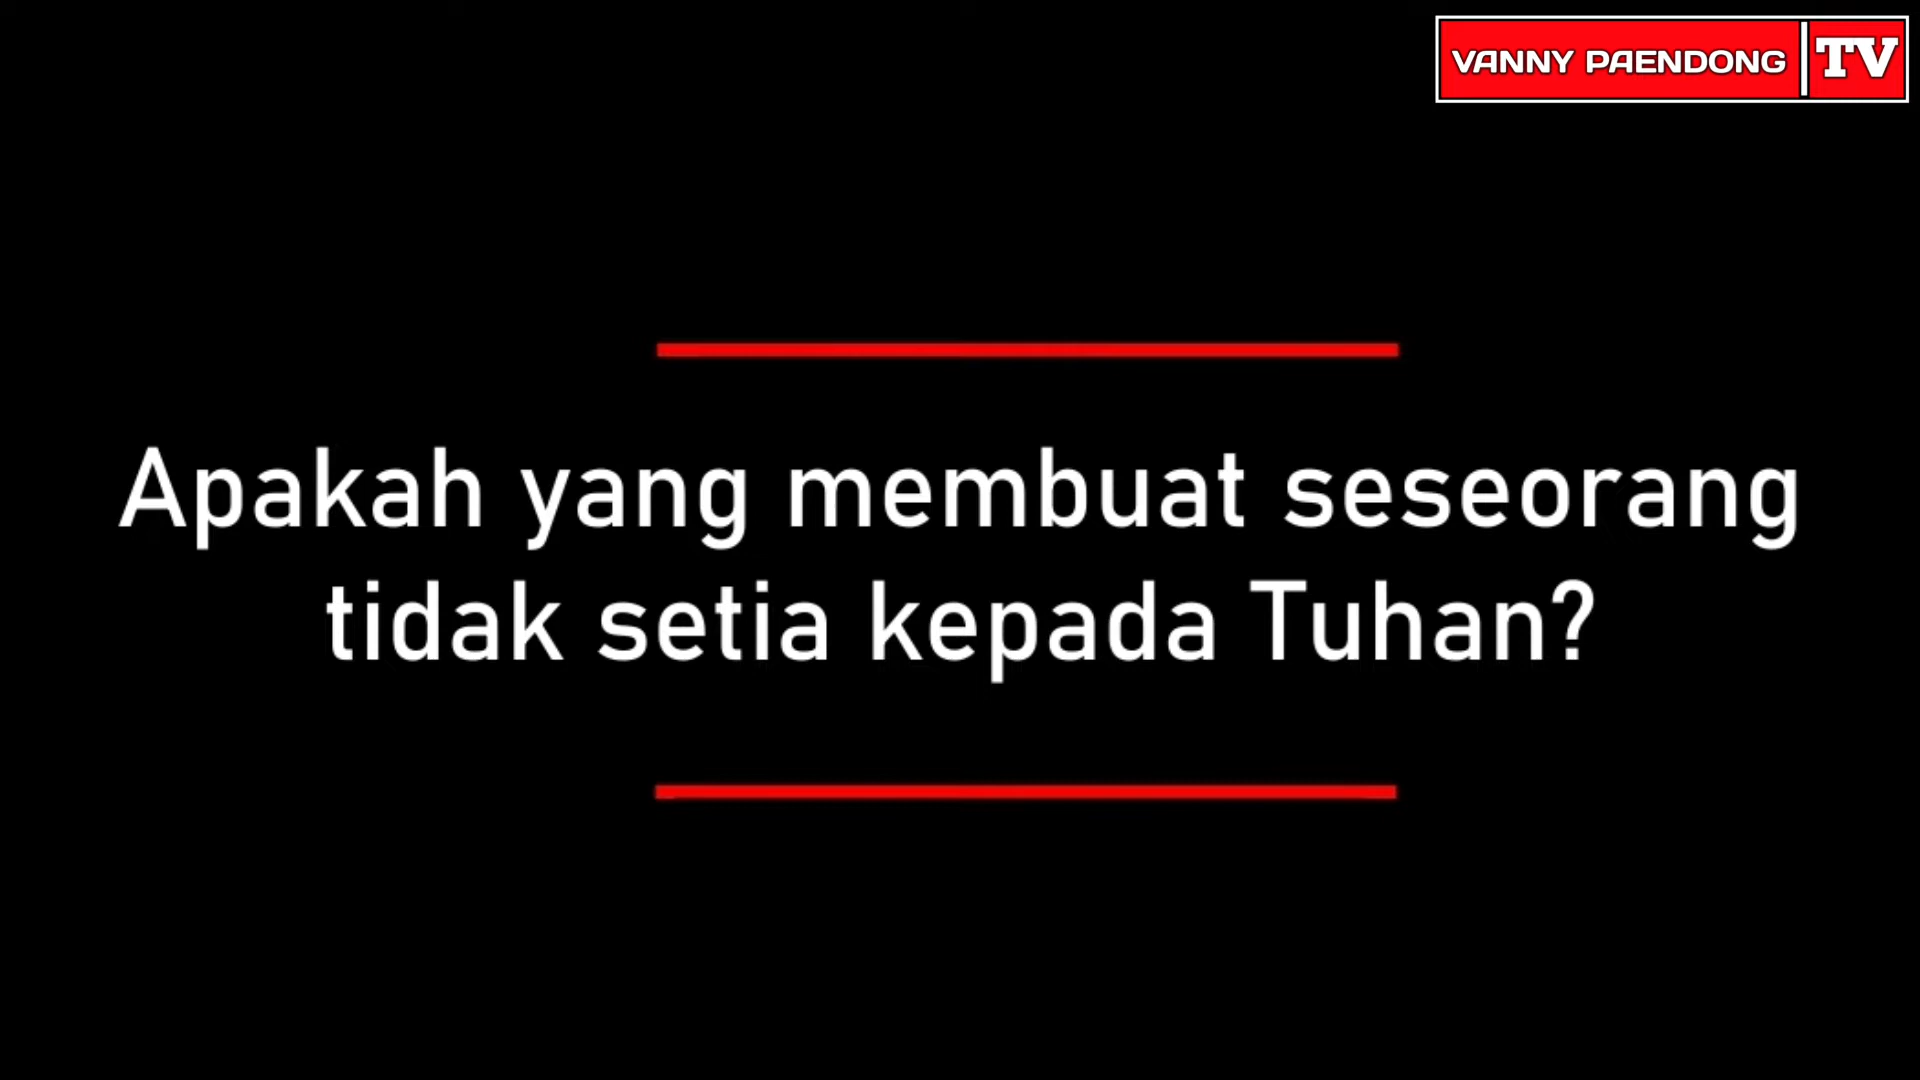 VANNY PAENDONG TV
Apakah yang membuat seseorang
tidak setia kepada Tuhan?